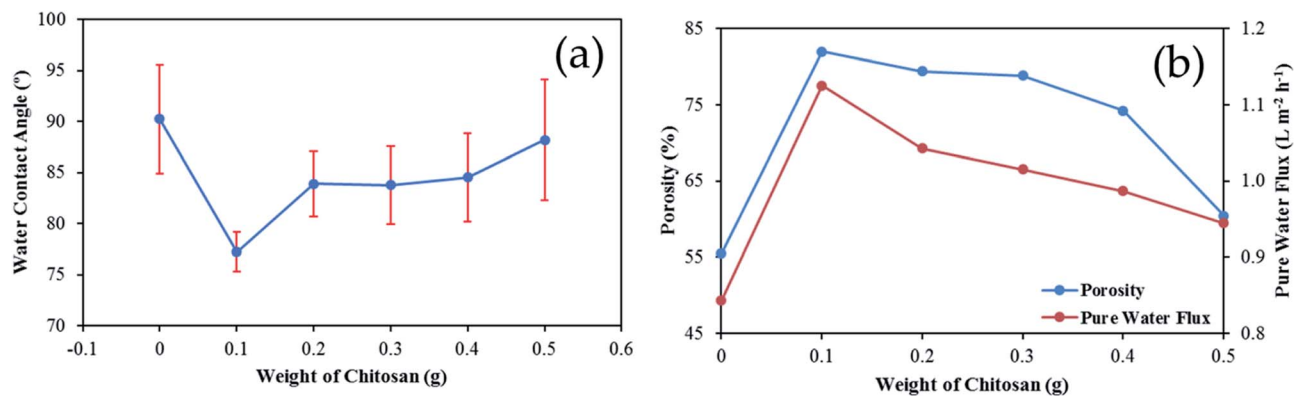 (a)
Water Contact Angle (º)
100
95
90
85
80
75
70
-0.1 0 0.1 0.2 0.3 0.4 0.5 0.6
Weight of Chitosan (g)
(b)
Porosity (%)
85
75
65
55
45
1.2
1.1
1.0
0.9
0.8
Pure Water Flux (L m⁻² h⁻¹)
Porosity
Pure Water Flux
0 0.1 0.2 0.3 0.4 0.5
Weight of Chitosan (g)